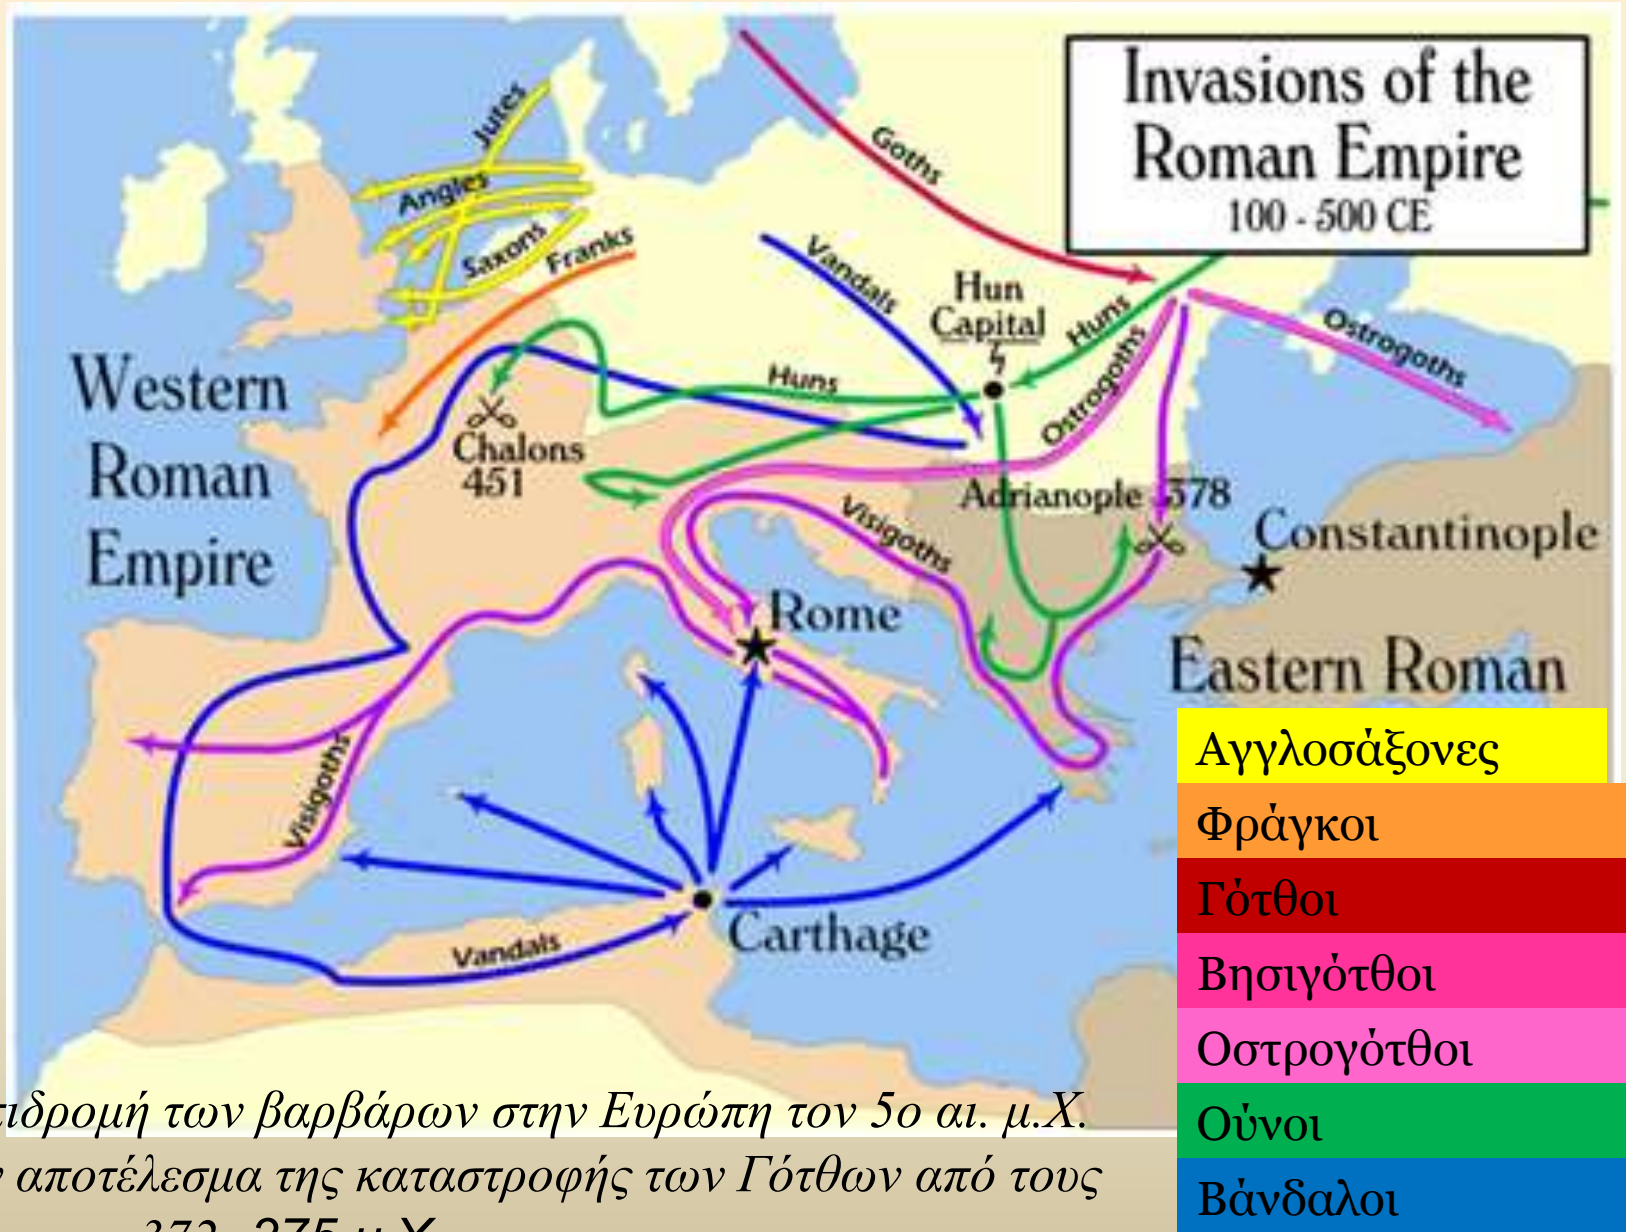 Invasions of the
Roman Empire
100 - 500 CE
Jutes
Angles
Saxons
Franks
Goths
Vandals
Hun
Capital
Huns
Ostrogoths
Ostrogoths
Huns
Western
Roman
Empire
Chalons
451
Adrianople 378
Constantinople
Visigoths
Rome
Eastern Roman
Visigoths
Carthage
Vandals
Αγγλοσάξονες
Φράγκοι
Γότθοι
Βησιγότθοι
Οστρογότθοι
Ούνοι
Βάνδαλοι
των βαρβάρων στην Ευρώπη τον 5ο αι. μ.Χ.
αποτέλεσμα της καταστροφής των Γότθων από τους